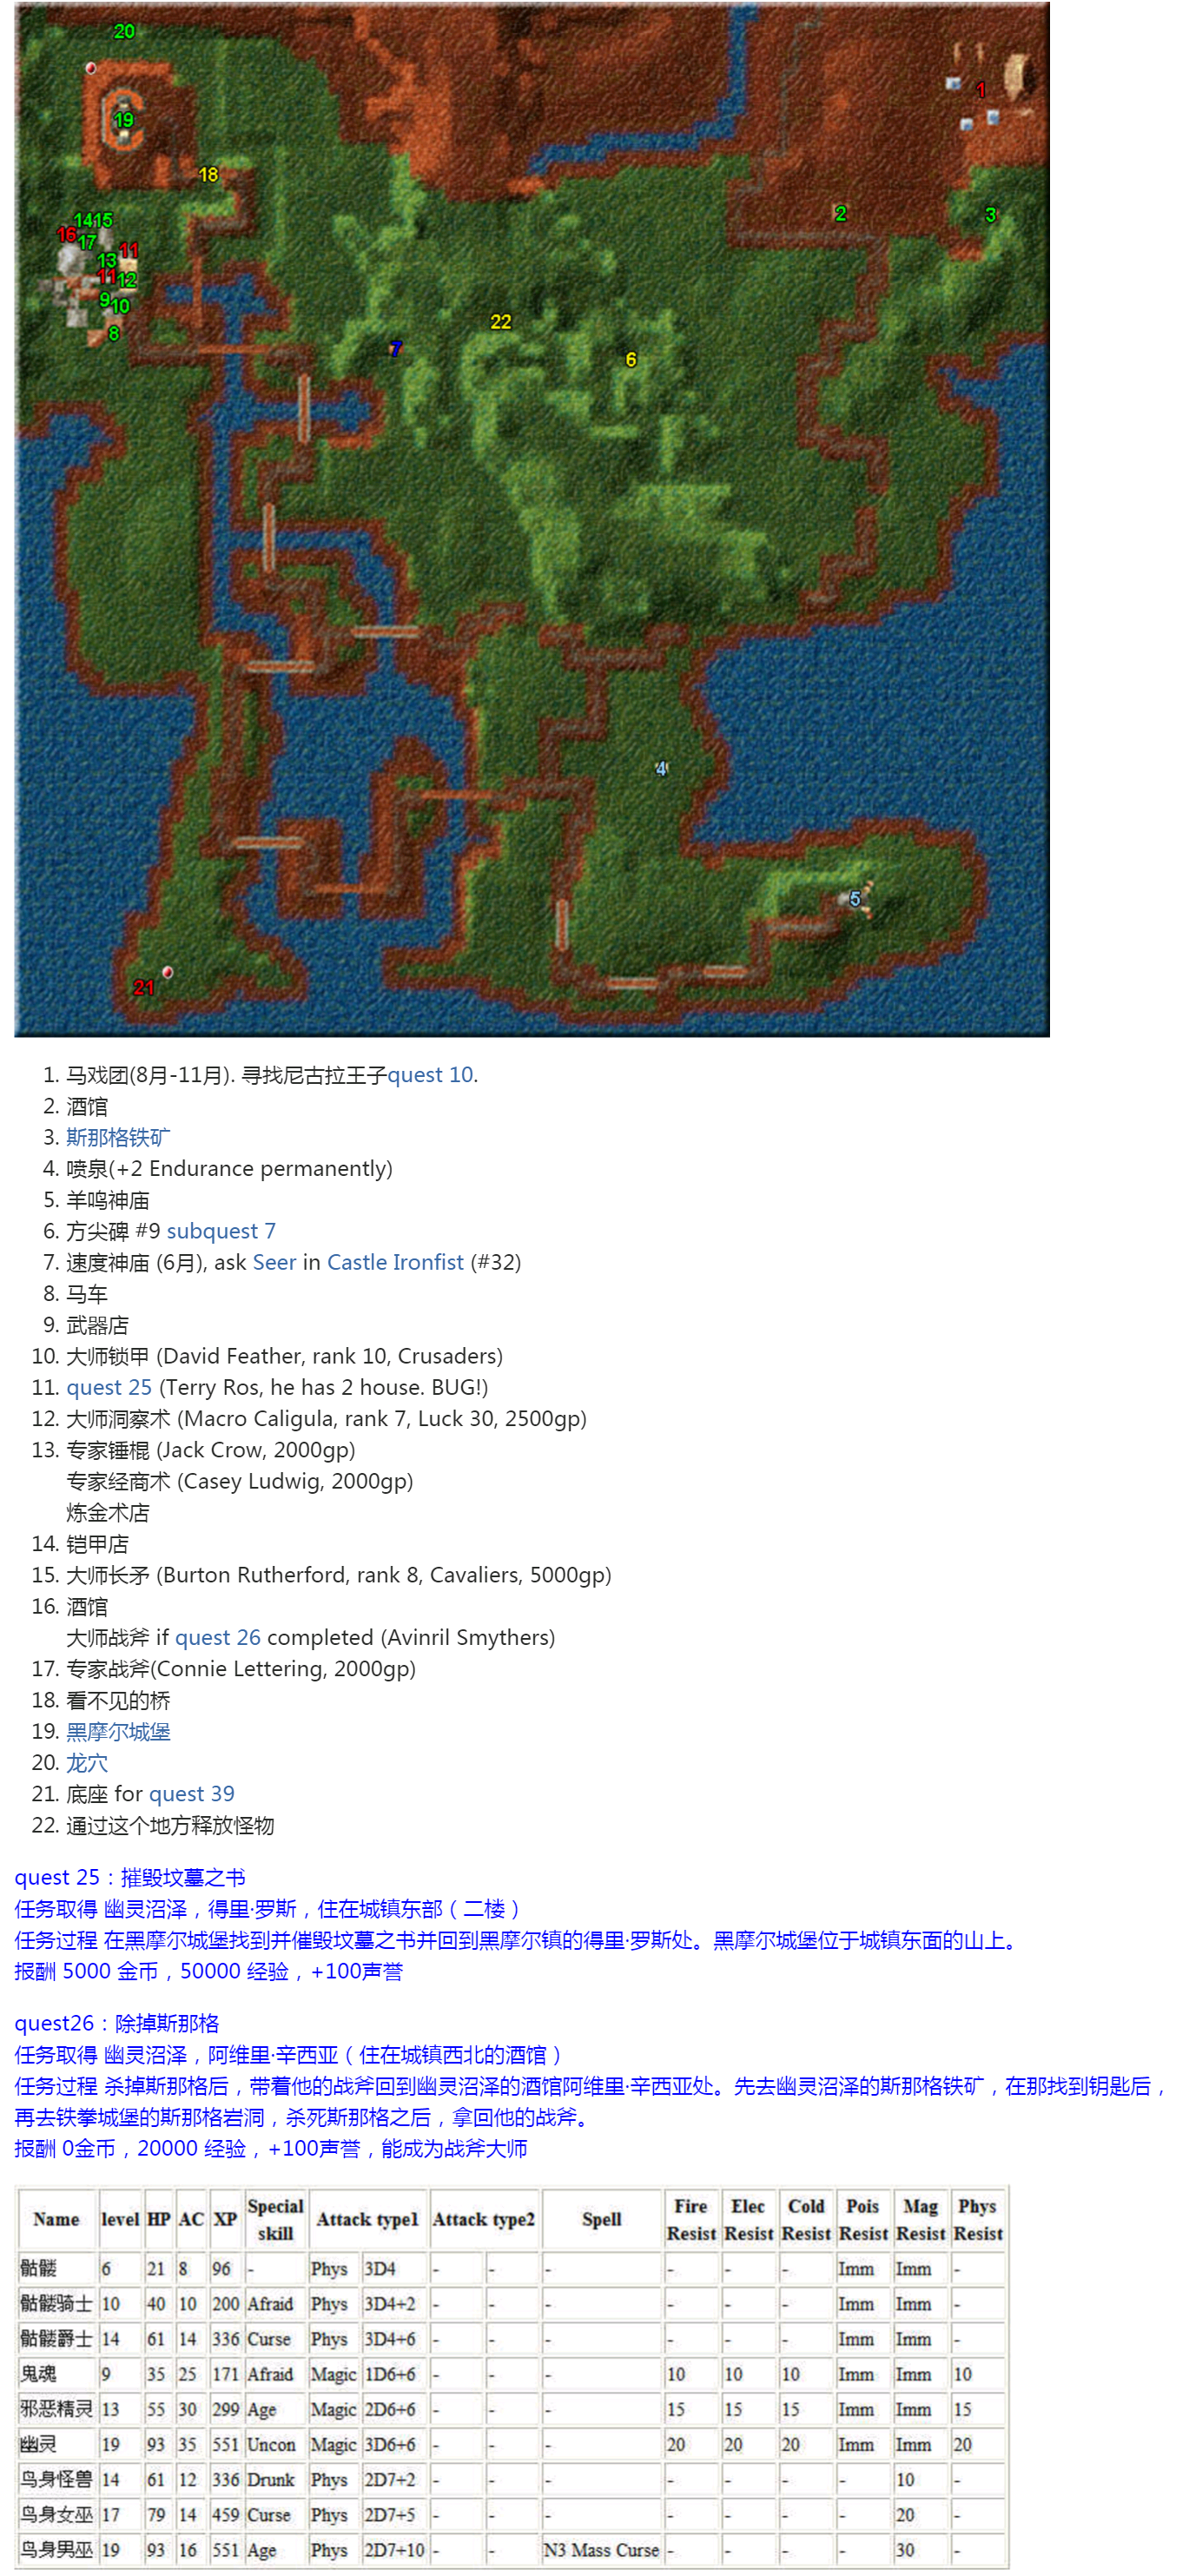 20
1
19
18
2
3
1415
16
17
11
13
11
12
9
10
8
22
7
6
4
5
21
1. 马戏团(8月-11月). 寻找尼古拉王子quest 10.
2. 酒馆
3. 斯那格铁矿
4. 喷泉(+2 Endurance permanently)
5. 羊鸣神庙
6. 方尖碑 #9 subquest 7
7. 速度神庙 (6月), ask Seer in Castle Ironfist (#32)
8. 马车
9. 武器店
10. 大师锁甲 (David Feather, rank 10, Crusaders)
11. quest 25 (Terry Ros, he has 2 house. BUG!)
12. 大师洞察术 (Macro Caligula, rank 7, Luck 30, 2500gp)
13. 专家锤棍 (Jack Crow, 2000gp)
专家经商术 (Casey Ludwig, 2000gp)
炼金术店
14. 铠甲店
15. 大师长矛 (Burton Rutherford, rank 8, Cavaliers, 5000gp)
16. 酒馆
大师战斧 if quest 26 completed (Avinril Smythers)
17. 专家战斧(Connie Lettering, 2000gp)
18. 看不见的桥
19. 黑摩尔城堡
20. 龙穴
21. 底座 for quest 39
22. 通过这个地方释放怪物
quest 25：摧毁坟墓之书
任务取得 幽灵沼泽，得里·罗斯，住在城镇东部（二楼）
任务过程 在黑摩尔城堡找到并催毁坟墓之书并回到黑摩尔镇的得里·罗斯处。黑摩尔城堡位于城镇东面的山上。
报酬 5000 金币，50000 经验，+100声誉
quest26：除掉斯那格
任务取得 幽灵沼泽，阿维里·辛西亚（住在城镇西北的酒馆）
任务过程 杀掉斯那格后，带着他的战斧回到幽灵沼泽的酒馆阿维里·辛西亚处。先去幽灵沼泽的斯那格铁矿，在那找到钥匙后，
再去铁拳城堡的斯那格岩洞，杀死斯那格之后，拿回他的战斧。
报酬 0金币，20000 经验，+100声誉，能成为战斧大师
Name level HP AC XP Special skill Attack type1 Attack type2 Spell Fire Resist Elec Resist Cold Resist Pois Resist Mag Resist Phys Resist
骷髅 6 21 8 96 - Phys 3D4 - - - - - - Imm Imm -
骷髅骑士 10 40 10 200 Afraid Phys 3D4+2 - - - - - - Imm Imm -
骷髅爵士 14 61 14 336 Curse Phys 3D4+6 - - - - - - Imm Imm -
鬼魂 9 35 25 171 Afraid Magic 1D6+6 - - - 10 10 10 Imm Imm 10
邪恶精灵 13 55 30 299 Age Magic 2D6+6 - - - 15 15 15 Imm Imm 15
幽灵 19 93 35 551 Uncon Magic 3D6+6 - - - 20 20 20 Imm Imm 20
鸟身怪兽 14 61 12 336 Drunk Phys 2D7+2 - - - - - - - 10 -
鸟身女巫 17 79 14 459 Curse Phys 2D7+5 - - - - - - - 20 -
鸟身男巫 19 93 16 551 Age Phys 2D7+10 - - N3 Mass Curse - - - - 30 -